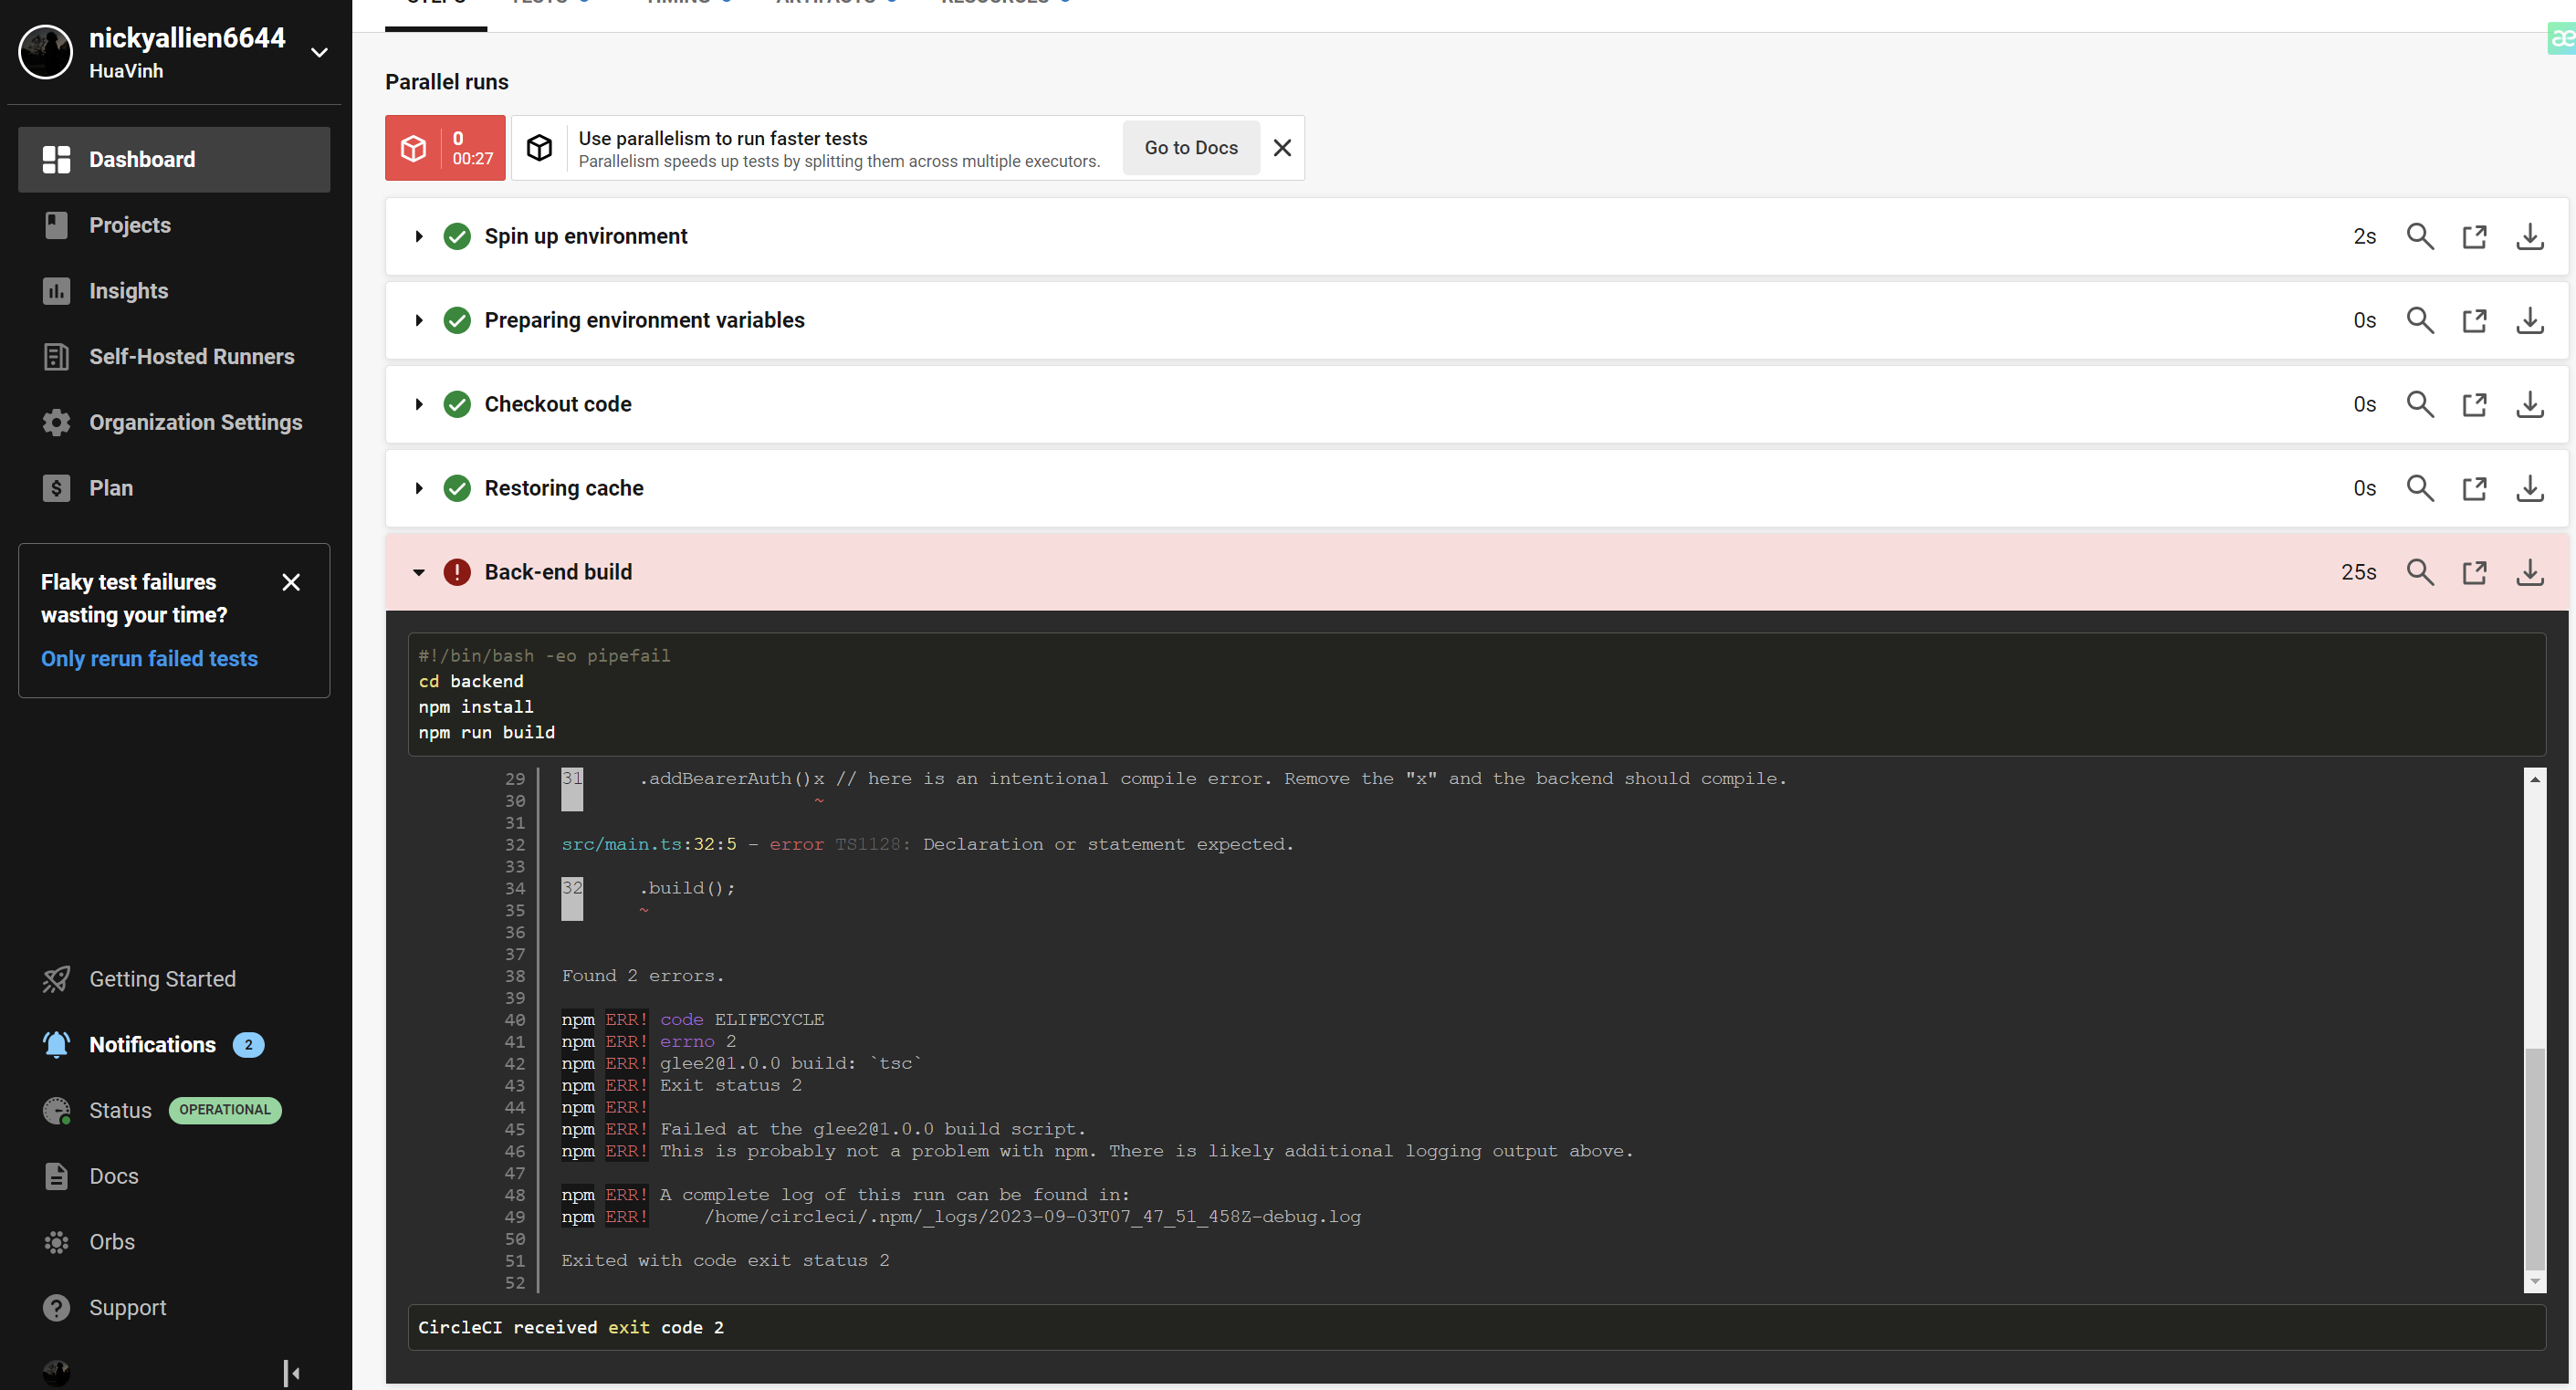 nickyallien6644
HuaVinh
Dashboard
Projects
Insights
Self-Hosted Runners
Organization Settings
Plan
Flaky test failures
wasting your time?
Only rerun failed tests
Getting Started
Notifications 2
Status OPERATIONAL
Docs
Orbs
Support
STEPS TESTS TIMING ARTIFACTS RESOURCES
æ
Parallel runs
0
00:27
Use parallelism to run faster tests
Parallelism speeds up tests by splitting them across multiple executors.
Go to Docs
Spin up environment 2s
Preparing environment variables 0s
Checkout code 0s
Restoring cache 0s
Back-end build 25s
#!/bin/bash -eo pipefail
cd backend
npm install
npm run build
29 31 .addBearerAuth()x // here is an intentional compile error. Remove the "x" and the backend should compile.
30 ~
31
32 src/main.ts:32:5 - error TS1128: Declaration or statement expected.
33
34 32 .build();
35 ~
36
37
38 Found 2 errors.
39
40 npm ERR! code ELIFECYCLE
41 npm ERR! errno 2
42 npm ERR! glee2@1.0.0 build: `tsc`
43 npm ERR! Exit status 2
44 npm ERR!
45 npm ERR! Failed at the glee2@1.0.0 build script.
46 npm ERR! This is probably not a problem with npm. There is likely additional logging output above.
47
48 npm ERR! A complete log of this run can be found in:
49 npm ERR! /home/circleci/.npm/_logs/2023-09-03T07_47_51_458Z-debug.log
50
51 Exited with code exit status 2
52
CircleCI received exit code 2